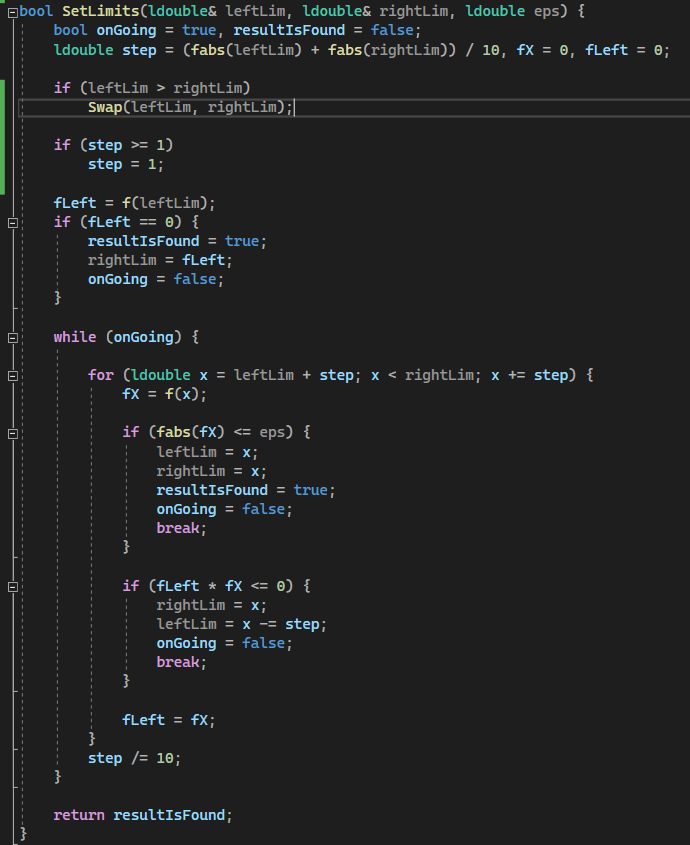 bool SetLimits(ldouble& leftLim, ldouble& rightLim, ldouble eps) {
bool onGoing = true, resultIsFound = false;
ldouble step = (fabs(leftLim) + fabs(rightLim)) / 10, fX = 0, fLeft = 0;
if (leftLim > rightLim)
Swap(leftLim, rightLim);
if (step >= 1)
step = 1;
fLeft = f(leftLim);
if (fLeft == 0) {
resultIsFound = true;
rightLim = fLeft;
onGoing = false;
}
while (onGoing) {
for (ldouble x = leftLim + step; x < rightLim; x += step) {
fX = f(x);
if (fabs(fX) <= eps) {
leftLim = x;
rightLim = x;
resultIsFound = true;
onGoing = false;
break;
}
if (fLeft * fX <= 0) {
rightLim = x;
leftLim = x -= step;
onGoing = false;
break;
}
fLeft = fX;
}
step /= 10;
}
return resultIsFound;
}